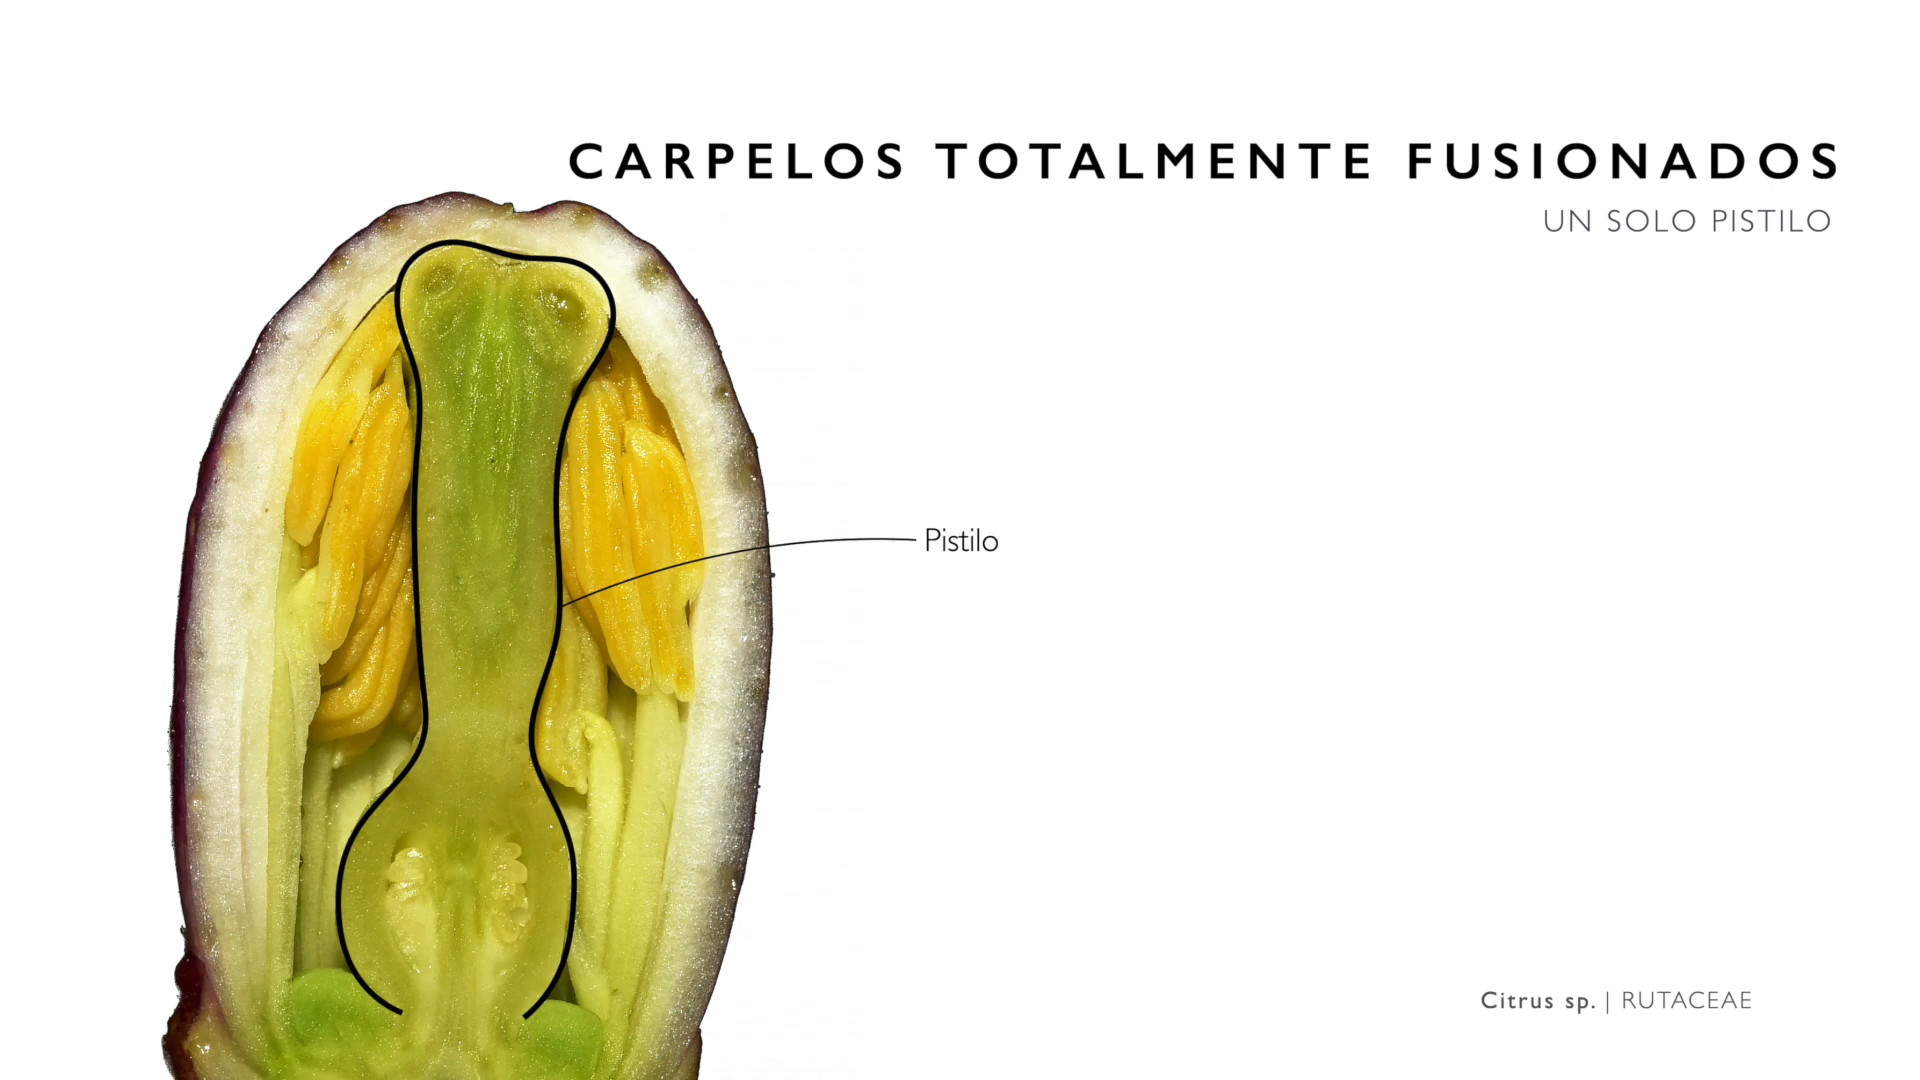 CARPELOS TOTALMENTE FUSIONADOS
UN SOLO PISTILO
Pistilo
Citrus sp. | RUTACEAE